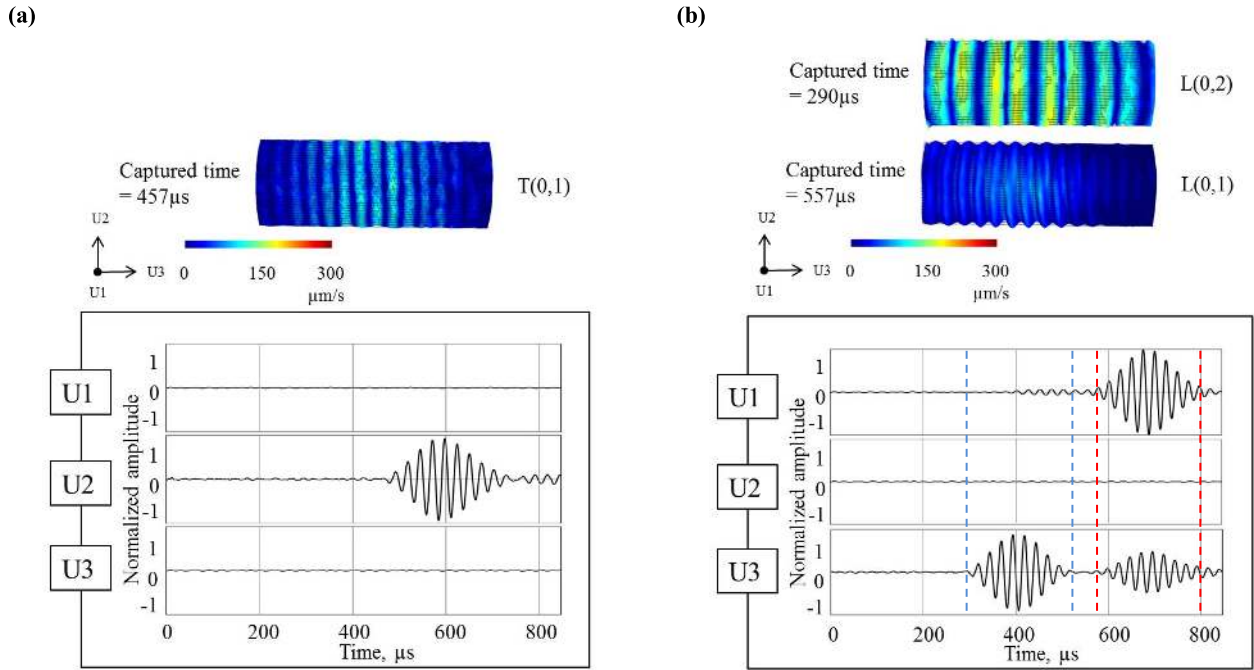 (a)
Captured time
= 457μs
T(0,1)
U2
U3
U1
0 150 300
μm/s
U1
U2
U3
Normalized amplitude
1
0
-1
1
0
-1
1
0
-1
0 200 400 600 800
Time, μs
(b)
Captured time
= 290μs
L(0,2)
Captured time
= 557μs
L(0,1)
U2
U3
U1
0 150 300
μm/s
U1
U2
U3
Normalized amplitude
1
0
-1
1
0
-1
1
0
-1
0 200 400 600 800
Time, μs